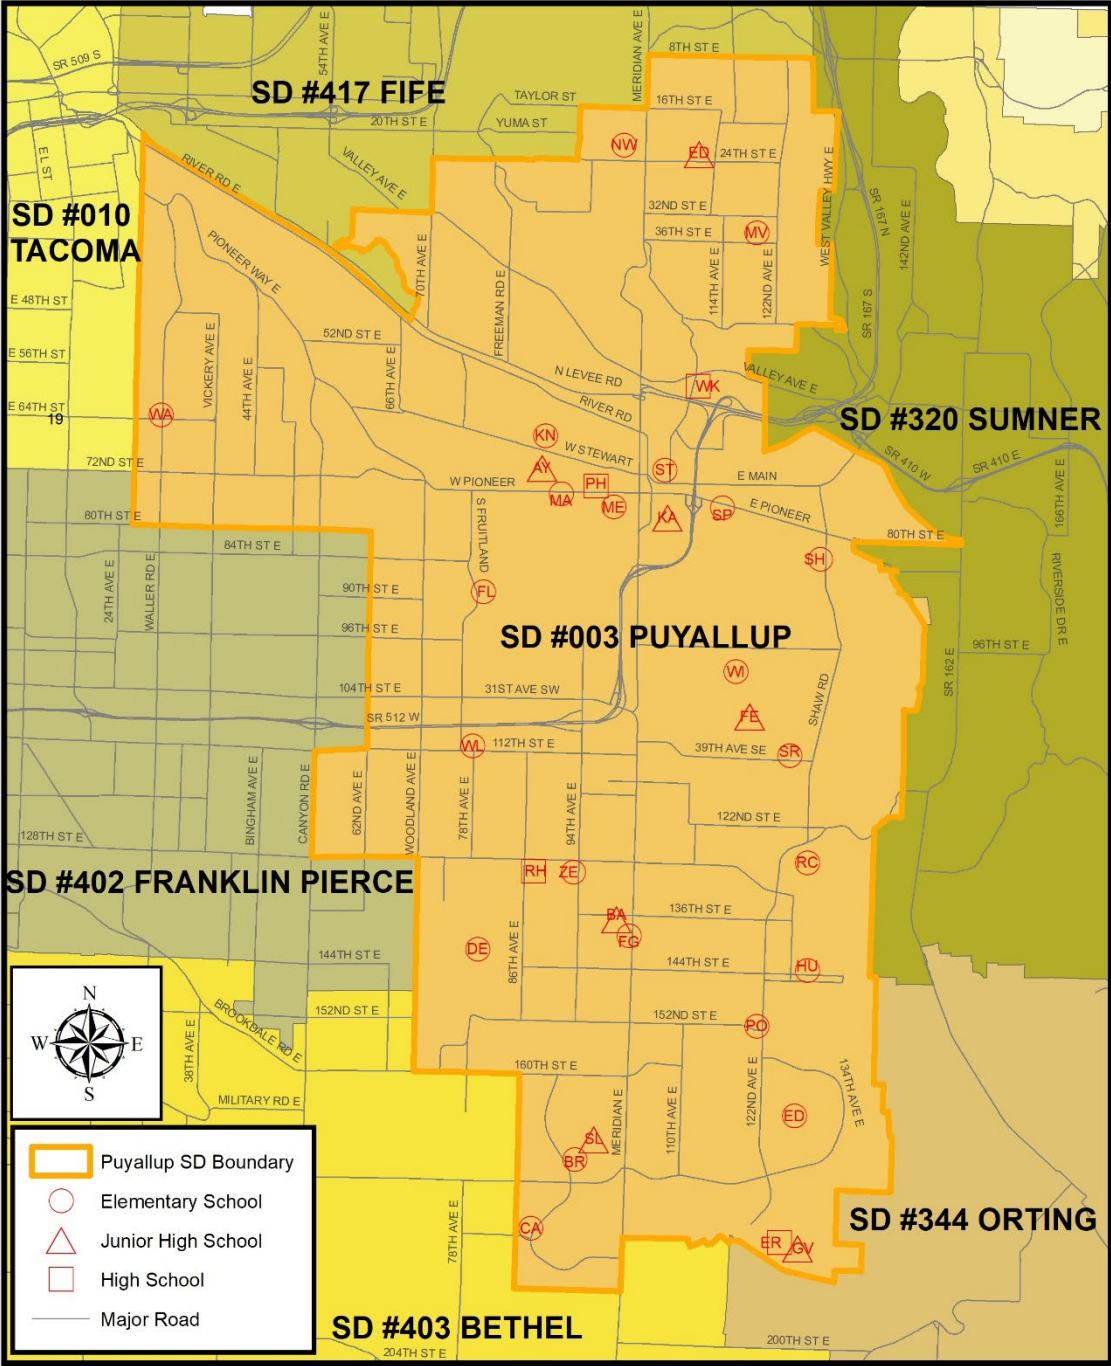 8TH ST E
SR 509 S
54TH AVE E
MERIDIAN AVE E
SD #417 FIFE
TAYLOR ST
16TH ST E
20TH ST E
YUMA ST
EL ST
RIVER RD E
VALLEY AVE E
NW
ED
24TH ST E
WEST VALLEY HWY E
SR 167 N
142ND AVE E
SD #010
TACOMA
32ND ST E
36TH ST E
MV
PIONEER WAY E
70TH AVE E
FREEMAN RD E
114TH AVE E
122ND AVE E
E 48TH ST
SR 167 S
52ND ST E
E 56TH ST
VICKERY AVE E
44TH AVE E
66TH AVE E
N LEVEE RD
WK
VALLEY AVE E
RIVER RD
E 64TH ST
19
WA
SD #320 SUMNER
KN
W STEWART
SR 410 W
SR 410 E
72ND ST E
AY
ST
E MAIN
W PIONEER
PH
MA
ME
KA
SP
E PIONEER
166TH AVE E
80TH ST E
S FRUITLAND
80TH ST E
84TH ST E
SH
24TH AVE E
WALLER RD E
90TH ST E
FL
RIVERSIDE DR E
96TH ST E
SD #003 PUYALLUP
96TH ST E
WI
SR 162 E
104TH ST E
31ST AVE SW
SHAW RD
SR 512 W
FE
WL
112TH ST E
39TH AVE SE
SR
BINGHAM AVE E
CANYON RD E
62ND AVE E
WOODLAND AVE E
78TH AVE E
94TH AVE E
122ND ST E
128TH ST E
RH
ZE
RC
SD #402 FRANKLIN PIERCE
BA
136TH ST E
FG
DE
86TH AVE E
144TH ST E
144TH ST E
HU
N
W
E
S
38TH AVE E
BROOKDALE RD E
152ND ST E
152ND ST E
PO
160TH ST E
122ND AVE E
134TH AVE E
MILITARY RD E
MERIDIAN E
110TH AVE E
ED
SL
BR
Puyallup SD Boundary
Elementary School
Junior High School
High School
Major Road
78TH AVE E
CA
SD #344 ORTING
ER
GV
SD #403 BETHEL
200TH ST E
204TH ST E